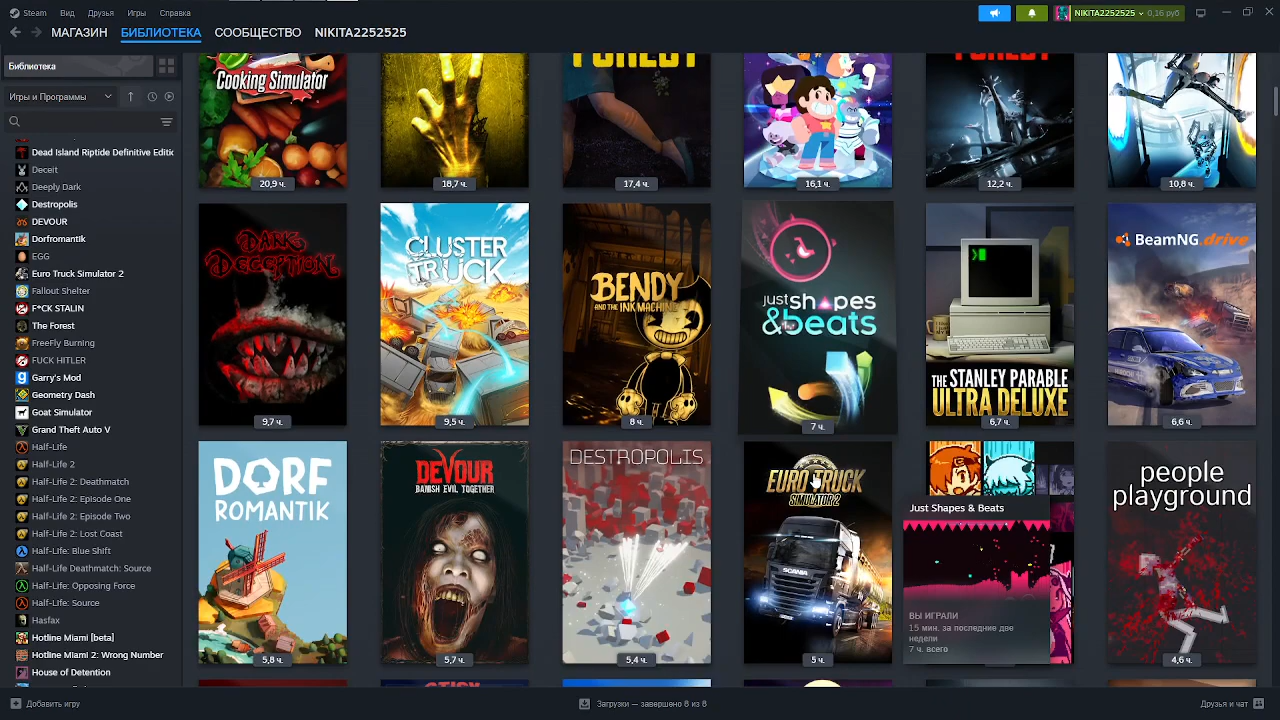 Steam Вид Друзья Игры Справка
NIKITA2252525 0,16 руб
МАГАЗИН БИБЛИОТЕКА СООБЩЕСТВО NIKITA2252525
Библиотека
Игры и Программы
Dead Island Riptide Definitive Editic
Deceit
Deeply Dark
Destropolis
DEVOUR
Dorfromantik
Egg
Euro Truck Simulator 2
Fallout Shelter
F*CK STALIN
The Forest
FreeFly Burning
FUCK HITLER
Garry's Mod
Geometry Dash
Goat Simulator
Grand Theft Auto V
Half-Life
Half-Life 2
Half-Life 2: Deathmatch
Half-Life 2: Episode One
Half-Life 2: Episode Two
Half-Life 2: Lost Coast
Half-Life: Blue Shift
Half-Life Deathmatch: Source
Half-Life: Opposing Force
Half-Life: Source
Hasfax
Hotline Miami [beta]
Hotline Miami 2: Wrong Number
House of Detention
Cooking Simulator
FOREST
FOREST
20,9 ч. 18,7 ч. 17,4 ч. 16,1 ч. 12,2 ч. 10,8 ч.
DARK
DECEPTION
CLUSTER
TRUCK
BENDY
AND THE INK MACHINE
just shapes
&beats
THE STANLEY PARABLE
ULTRA DELUXE
BeamNG.drive
9,7 ч. 9,5 ч. 8 ч. 7 ч. 6,7 ч. 6,6 ч.
DORF
ROMANTIK
DEVOUR
BANISH EVIL TOGETHER
DESTROPOLIS
EURO TRUCK
SIMULATOR 2
SCANIA
people
playground
Just Shapes & Beats
ВЫ ИГРАЛИ
15 мин. за последние две
недели
7 ч. всего
5,8 ч. 5,7 ч. 5,4 ч. 5 ч. 4,6 ч.
Добавить игру
Загрузки — завершено 8 из 8
Друзья и чат